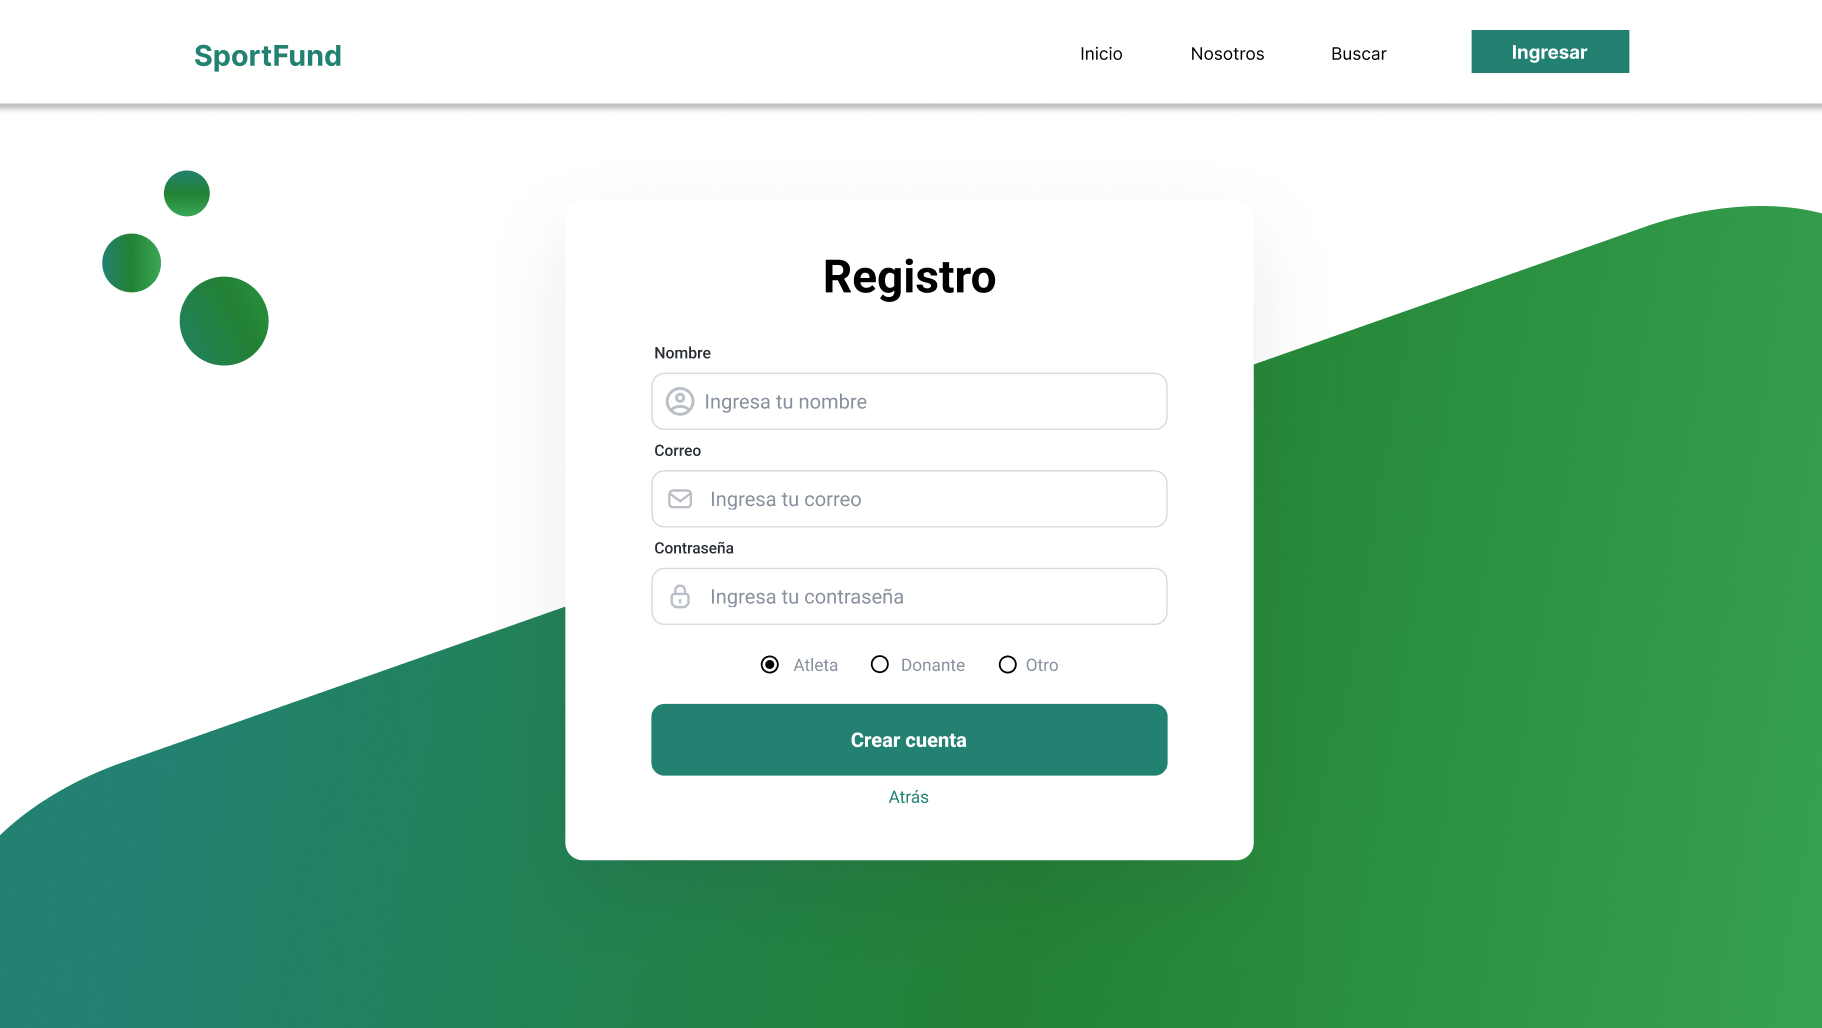 SportFund
Inicio Nosotros Buscar Ingresar
Registro
Nombre
Ingresa tu nombre
Correo
Ingresa tu correo
Contraseña
Ingresa tu contraseña
Atleta Donante Otro
Crear cuenta
Atrás